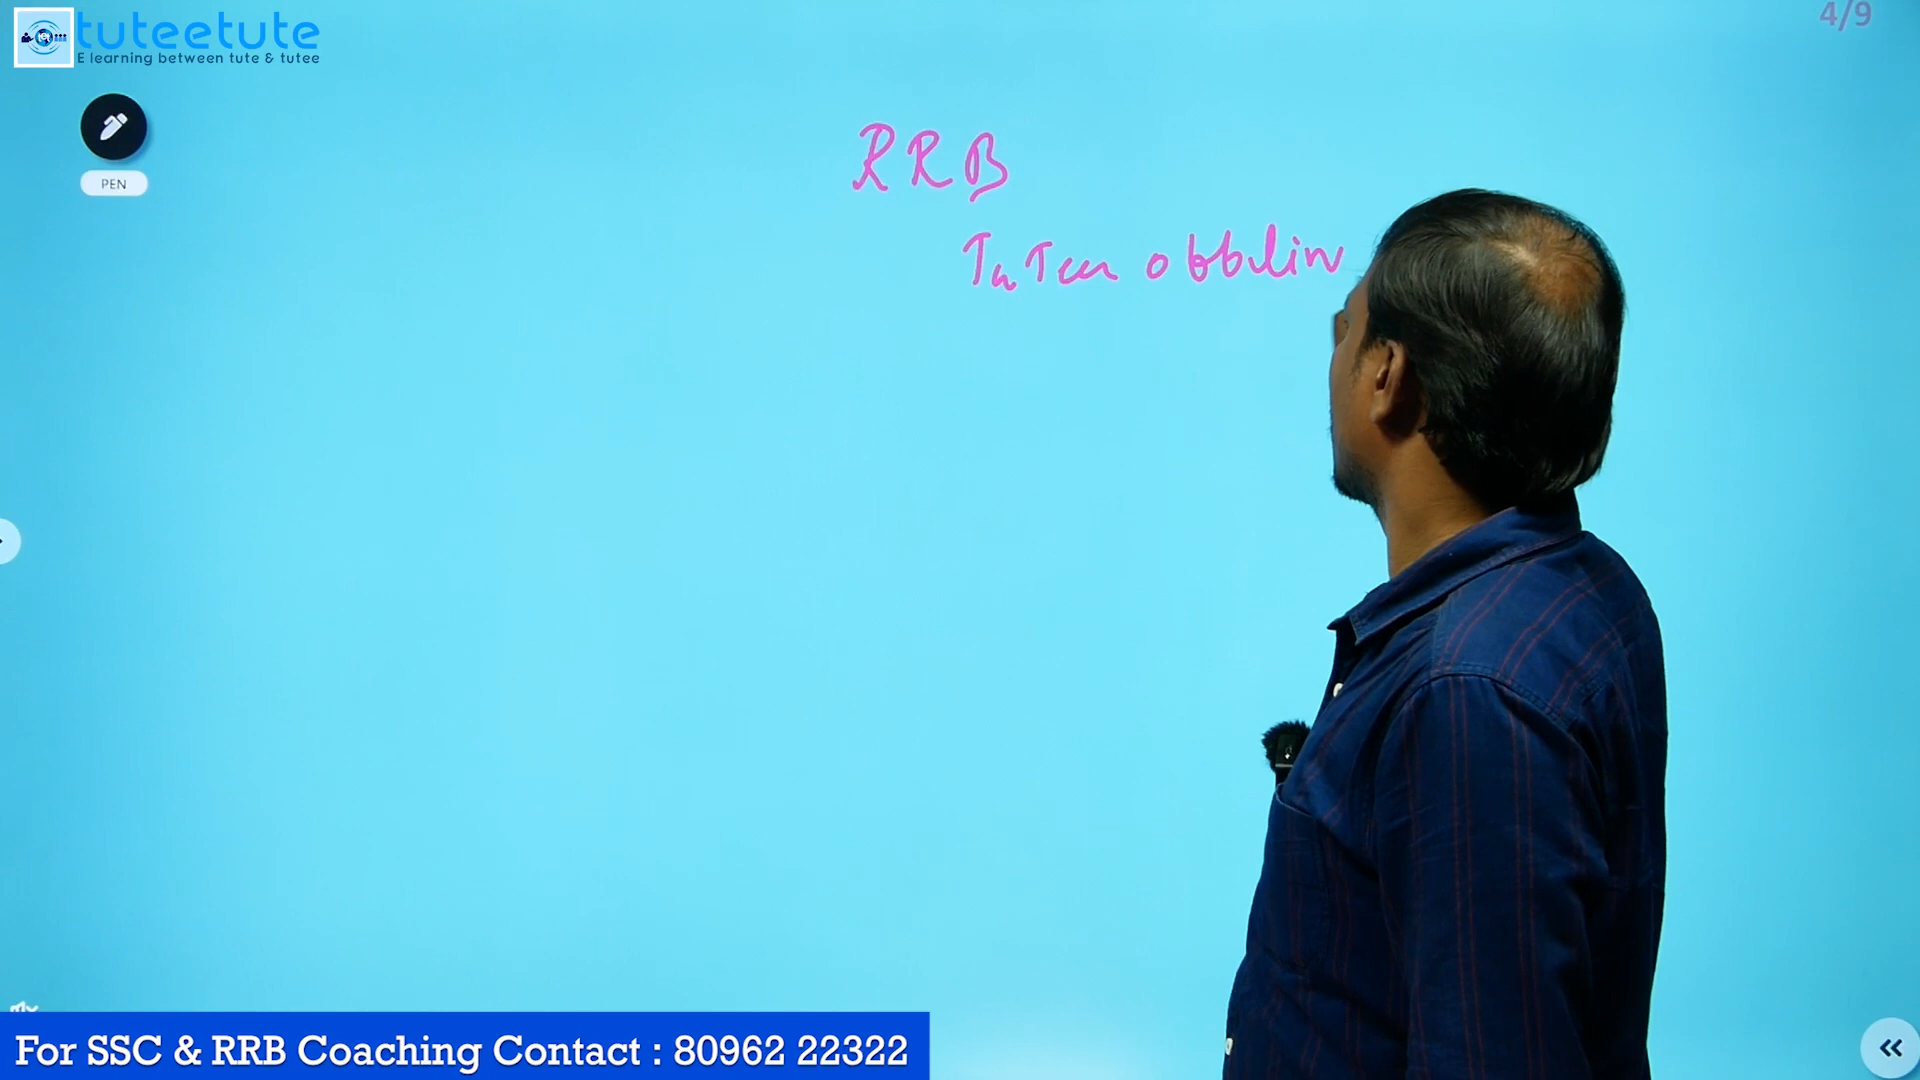 tuteetute
E learning between tute & tutee
4/9
PEN
RRB
For SSC & RRB Coaching Contact : 80962 22322